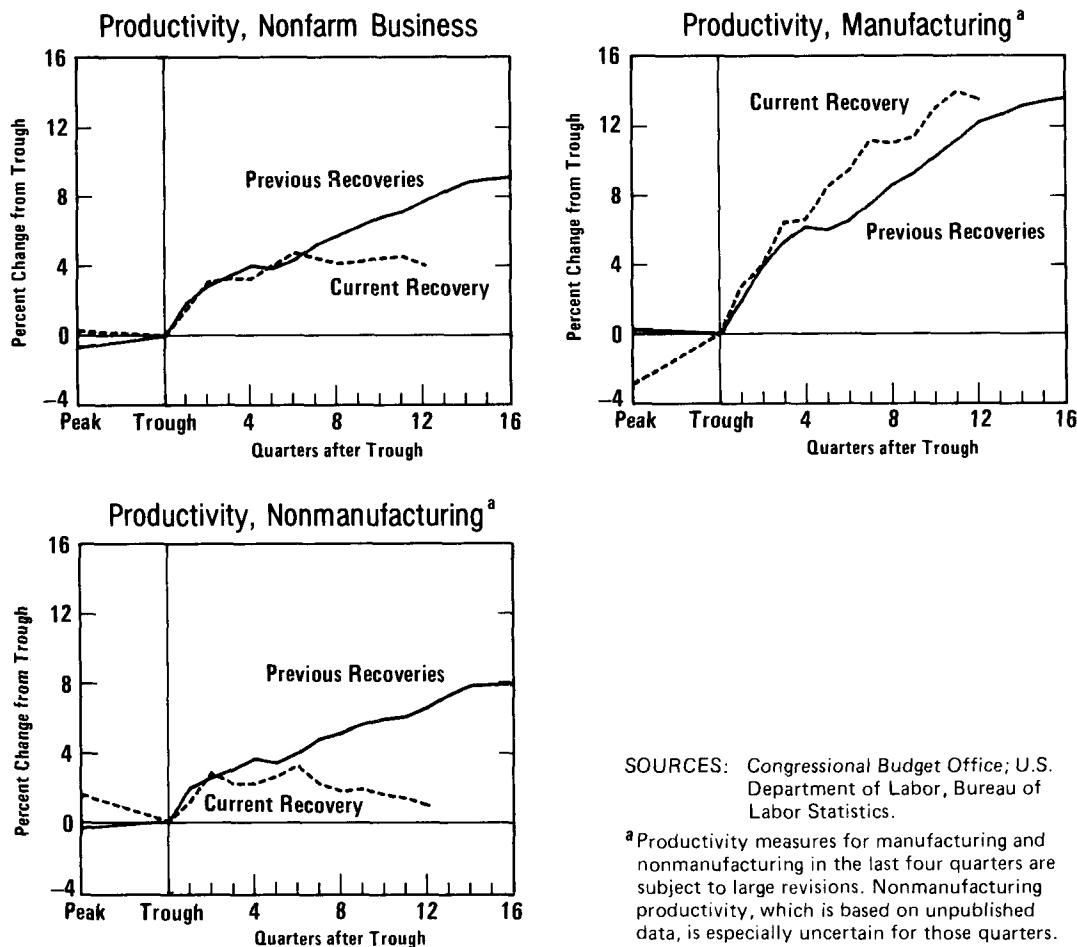 Productivity, Nonfarm Business
Percent Change from Trough
16
12
8
4
0
−4
Previous Recoveries
Current Recovery
Peak Trough 4 8 12 16
Quarters after Trough
Productivity, Manufacturing a
Percent Change from Trough
16
12
8
4
0
−4
Current Recovery
Previous Recoveries
Peak Trough 4 8 12 16
Quarters after Trough
Productivity, Nonmanufacturing a
Percent Change from Trough
16
12
8
4
0
−4
Previous Recoveries
Current Recovery
Peak Trough 4 8 12 16
Quarters after Trough
SOURCES: Congressional Budget Office; U.S.
Department of Labor, Bureau of
Labor Statistics.
a Productivity measures for manufacturing and
nonmanufacturing in the last four quarters are
subject to large revisions. Nonmanufacturing
productivity, which is based on unpublished
data, is especially uncertain for those quarters.